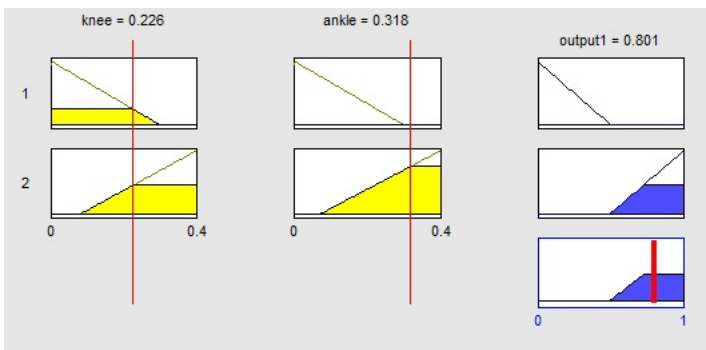 knee = 0.226
ankle = 0.318
output1 = 0.801
1
2
0 0.4
0 0.4
0 1